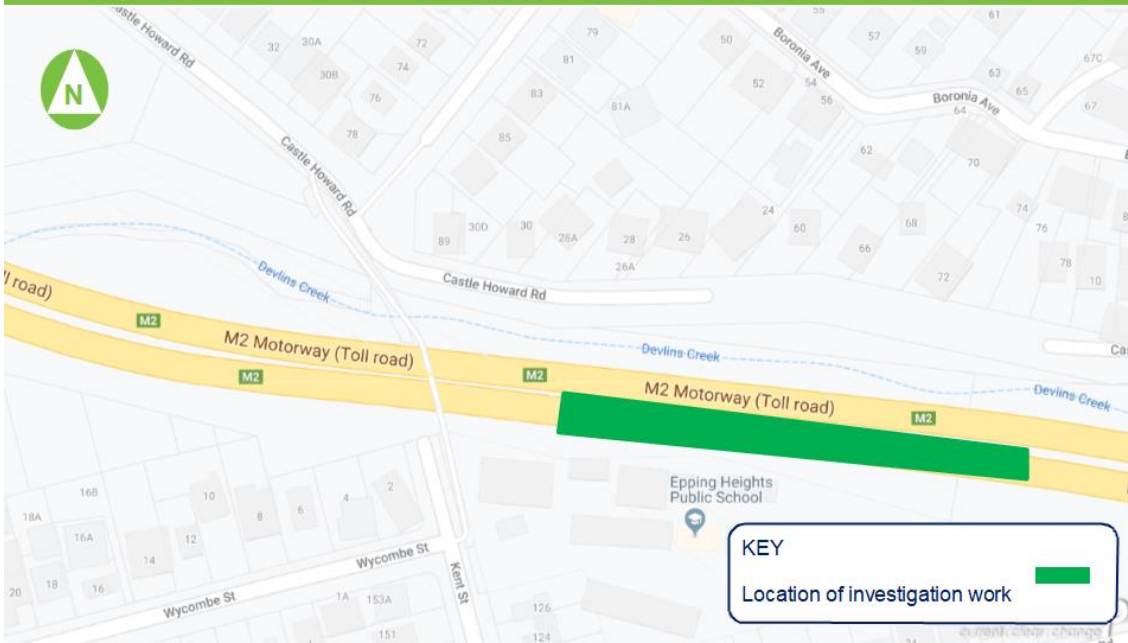 Castle Howard Rd
32
30A
72
79
50
Boronia Ave
55
57
61
59
67C
N
30B
74
81
52
54
63
76
83
81A
56
Boronia Ave
65
67
64
78
85
62
70
Castle Howard Rd
24
74
30D
30
26A
28
26
60
68
76
89
66
26A
72
78
10
Devlins Creek
Castle Howard Rd
l road)
M2
Devlins Creek
M2 Motorway (Toll road)
M2
M2
M2 Motorway (Toll road)
Devlins Creek
M2
Epping Heights
Public School
16B
10
4
2
18A
8
6
16A
12
14
KEY
Wycombe St
Location of investigation work
20
18
16
Wycombe St
Kent St
1A
153A
126
151
124